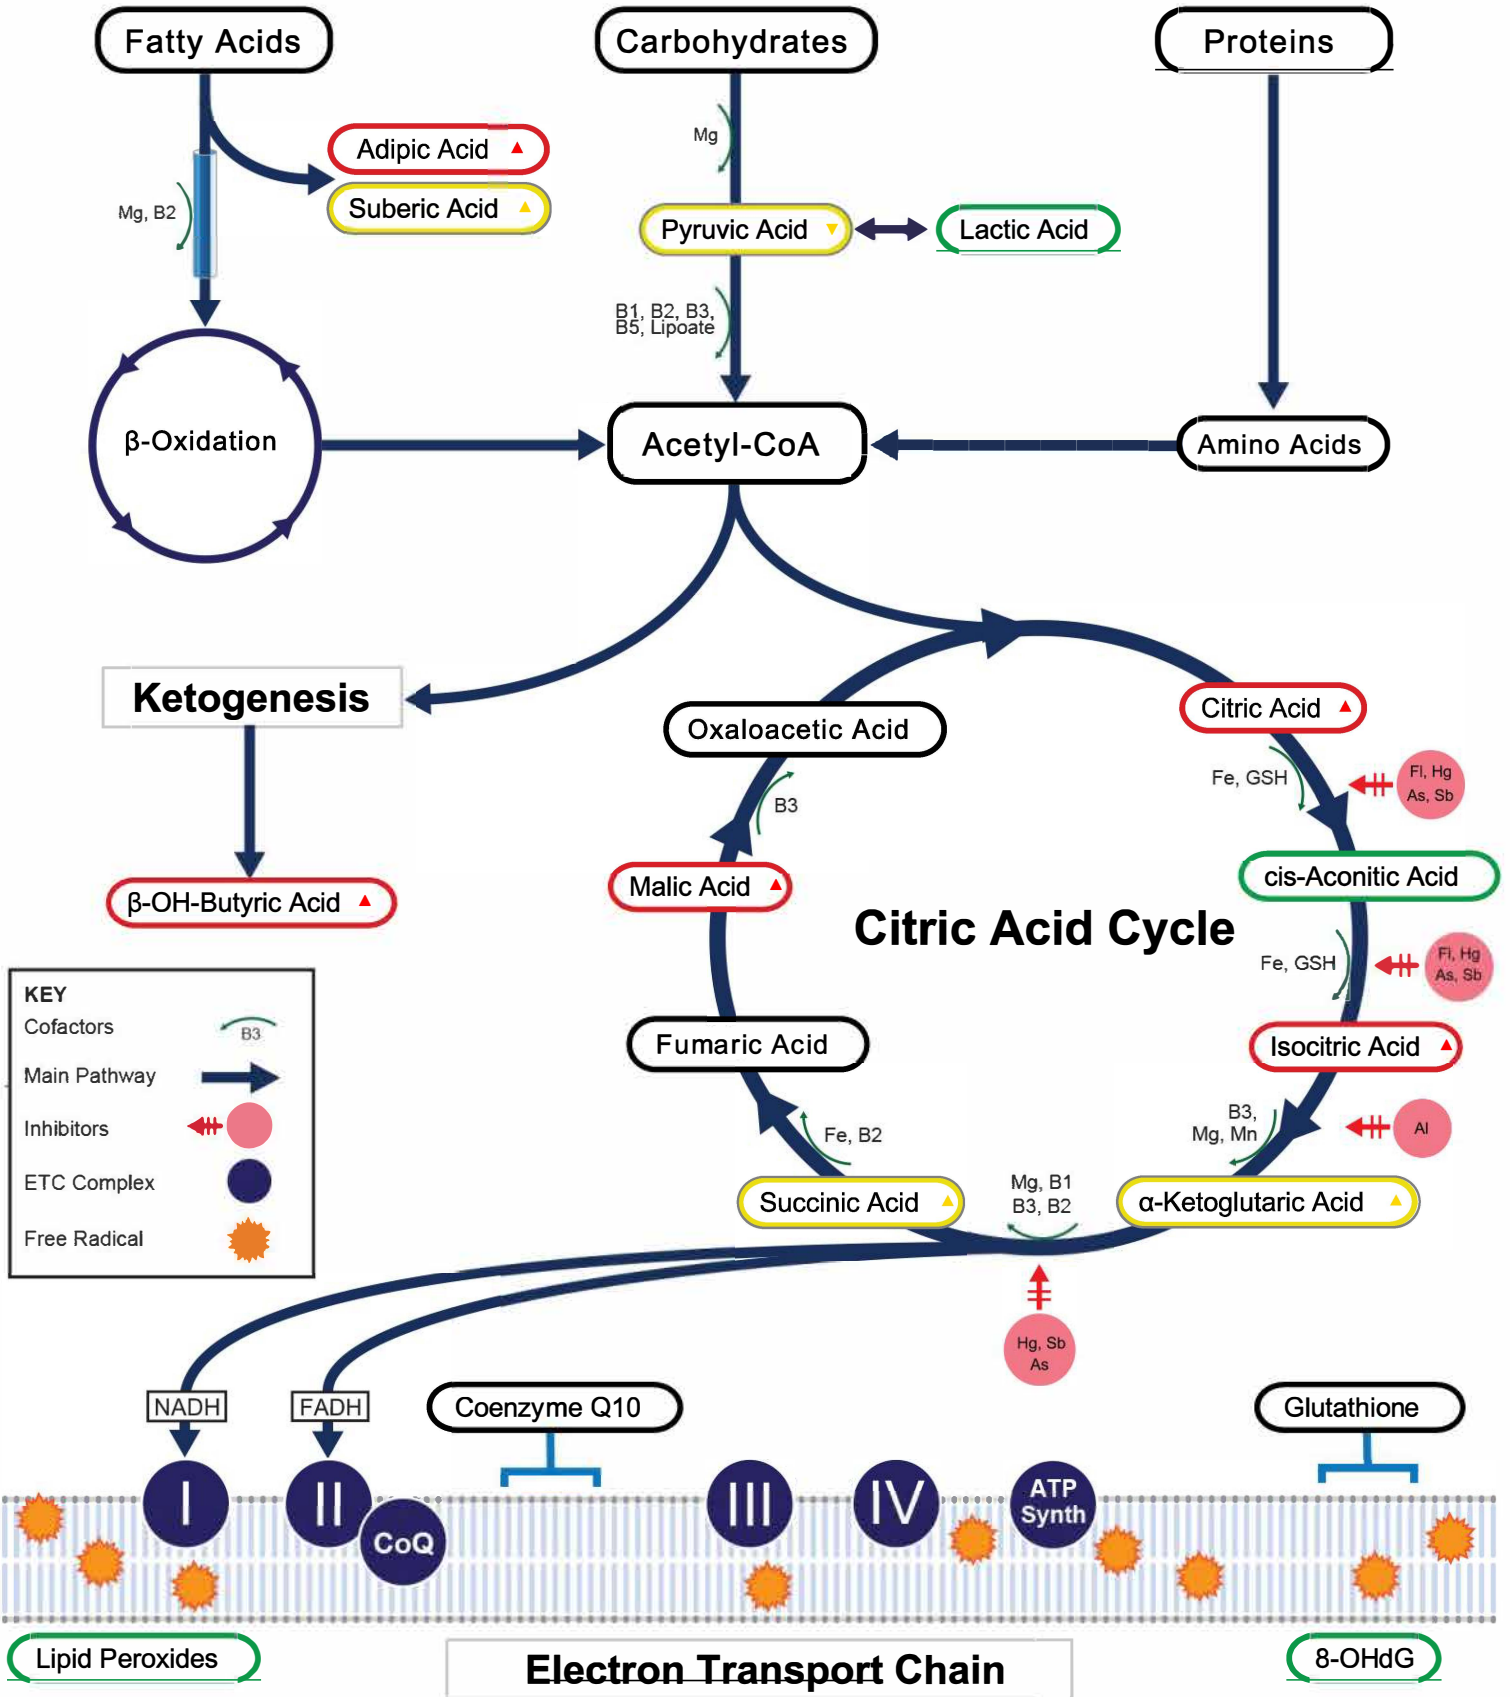 Fatty Acids
Carbohydrates
Proteins
Mg
Adipic Acid
Suberic Acid
Mg, B2
Pyruvic Acid
Lactic Acid
B1, B2, B3,
B5, Lipoate
β-Oxidation
Acetyl-CoA
Amino Acids
Ketogenesis
Oxaloacetic Acid
Citric Acid
Fe, GSH
Fl, Hg
As, Sb
B3
Malic Acid
cis-Aconitic Acid
β-OH-Butyric Acid
Citric Acid Cycle
Fe, GSH
Fl, Hg
As, Sb
KEY
Cofactors
B3
Main Pathway
Inhibitors
ETC Complex
Free Radical
Fumaric Acid
Isocitric Acid
B3,
Mg, Mn
Al
Fe, B2
Succinic Acid
Mg, B1
B3, B2
α-Ketoglutaric Acid
Hg, Sb
As
NADH
FADH
Coenzyme Q10
Glutathione
I
II
CoQ
III
IV
ATP
Synth
Lipid Peroxides
Electron Transport Chain
8-OHdG